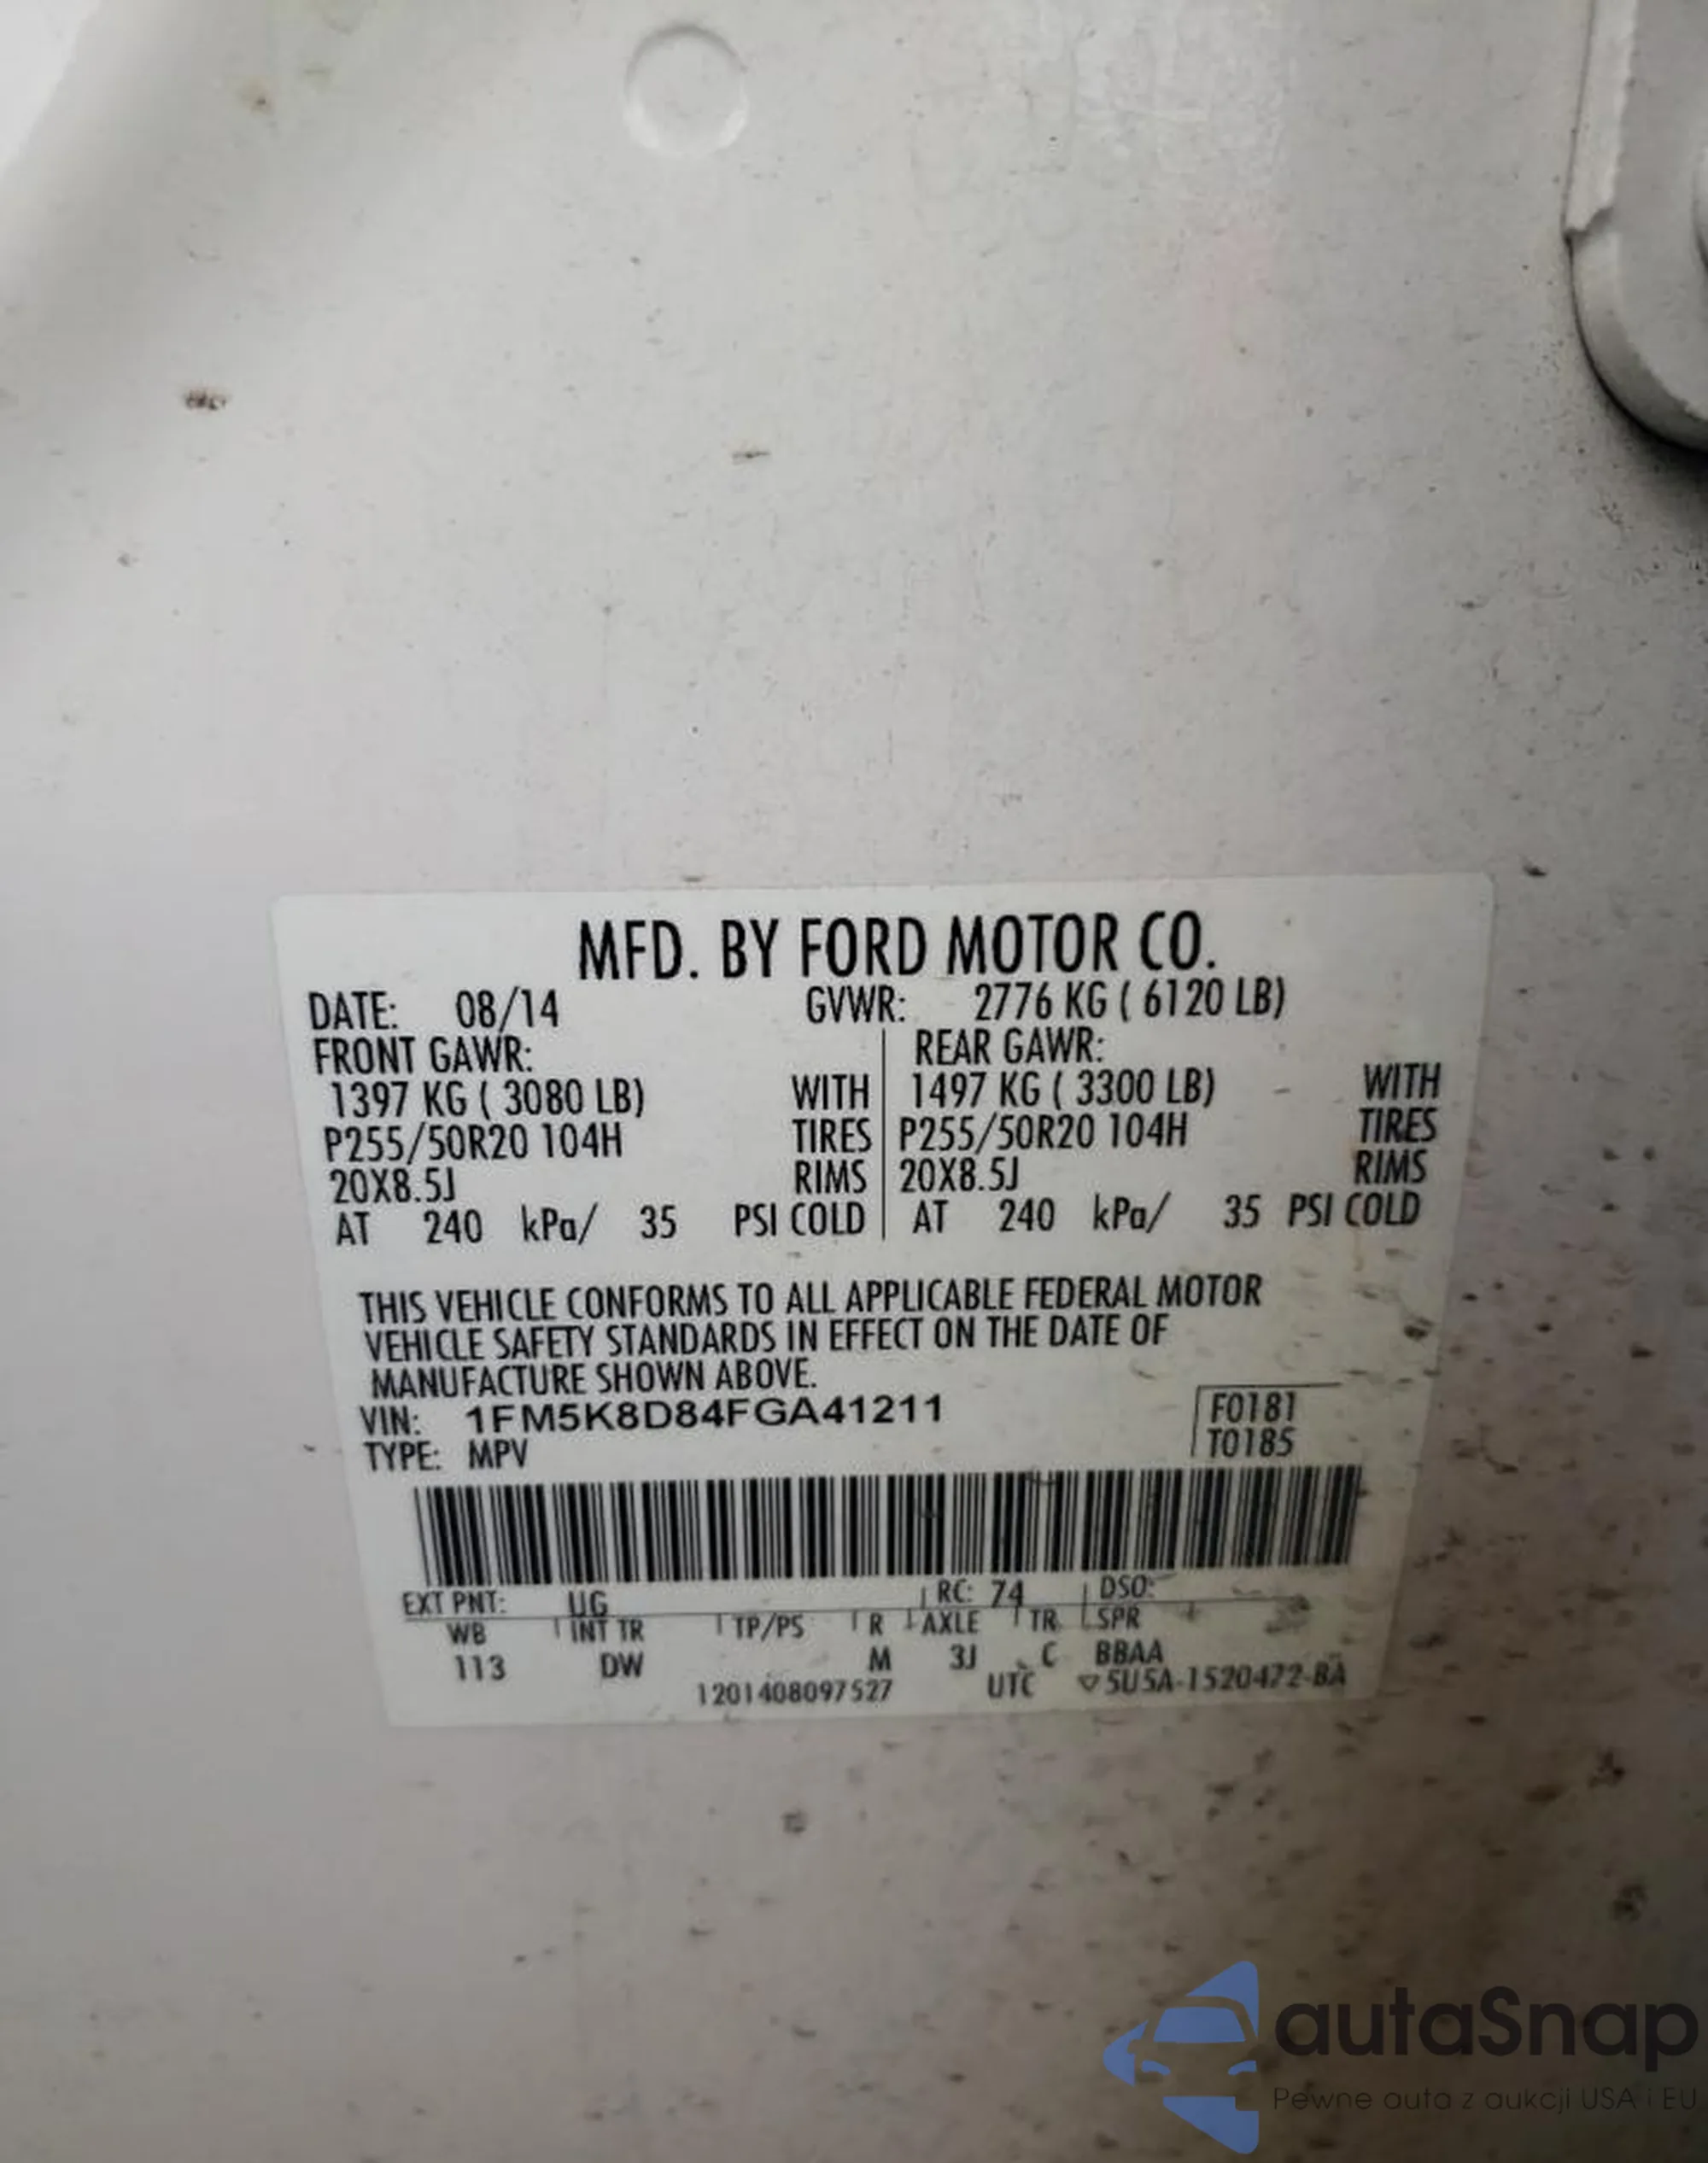 MFD. BY FORD MOTOR CO.
DATE: 08/14 GVWR: 2776 KG ( 6120 LB)
FRONT GAWR: REAR GAWR:
1397 KG ( 3080 LB) WITH 1497 KG ( 3300 LB) WITH
P255/50R20 104H TIRES P255/50R20 104H TIRES
20X8.5J RIMS 20X8.5J RIMS
AT 240 kPa/ 35 PSI COLD AT 240 kPa/ 35 PSI COLD
THIS VEHICLE CONFORMS TO ALL APPLICABLE FEDERAL MOTOR
VEHICLE SAFETY STANDARDS IN EFFECT ON THE DATE OF
MANUFACTURE SHOWN ABOVE.
VIN: 1FM5K8D84FGA41211 F0181
TYPE: MPV T0185
EXT PNT: UG RC: 74 DSO:
WB INT TR TP/PS R AXLE TR SPR
113 DW M 3J C BBAA
1201408097527 UTC ▽5U5A-1520472-BA
autaSnap
Pewne auta z aukcji USA i EU